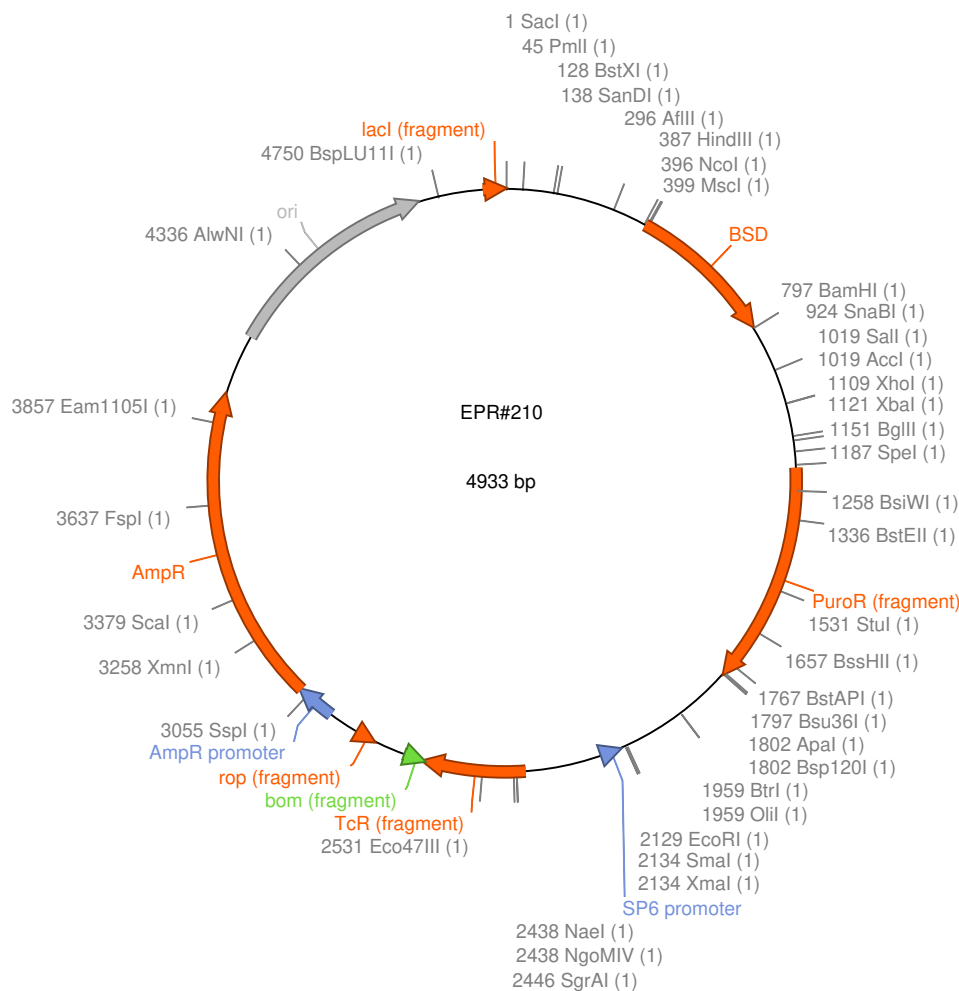 1 SacI (1)
45 PmlI (1)
128 BstXI (1)
138 SanDI (1)
296 AflII (1)
387 HindIII (1)
396 NcoI (1)
399 MscI (1)
lacI (fragment)
4750 BspLU11I (1)
ori
4336 AlwNI (1)
BSD
797 BamHI (1)
924 SnaBI (1)
1019 SalI (1)
1019 AccI (1)
1109 XhoI (1)
1121 XbaI (1)
1151 BglII (1)
1187 SpeI (1)
3857 Eam1105I (1)
EPR#210
4933 bp
1258 BsiWI (1)
1336 BstEII (1)
3637 FspI (1)
AmpR
PuroR (fragment)
1531 StuI (1)
3379 ScaI (1)
1657 BssHII (1)
3258 XmnI (1)
1767 BstAPI (1)
1797 Bsu36I (1)
1802 ApaI (1)
1802 Bsp120I (1)
3055 SspI (1)
AmpR promoter
rop (fragment)
bom (fragment)
TcR (fragment)
2531 Eco47III (1)
1959 BtrI (1)
1959 OliI (1)
2129 EcoRI (1)
2134 SmaI (1)
2134 XmaI (1)
SP6 promoter
2438 NaeI (1)
2438 NgoMIV (1)
2446 SgrAI (1)